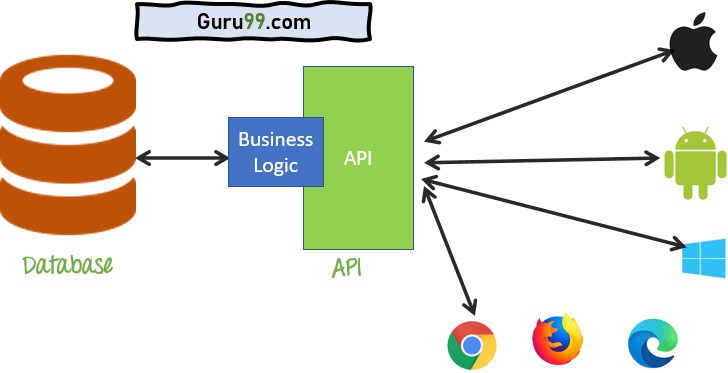 Guru99.com
Business
Logic
API
Database
API